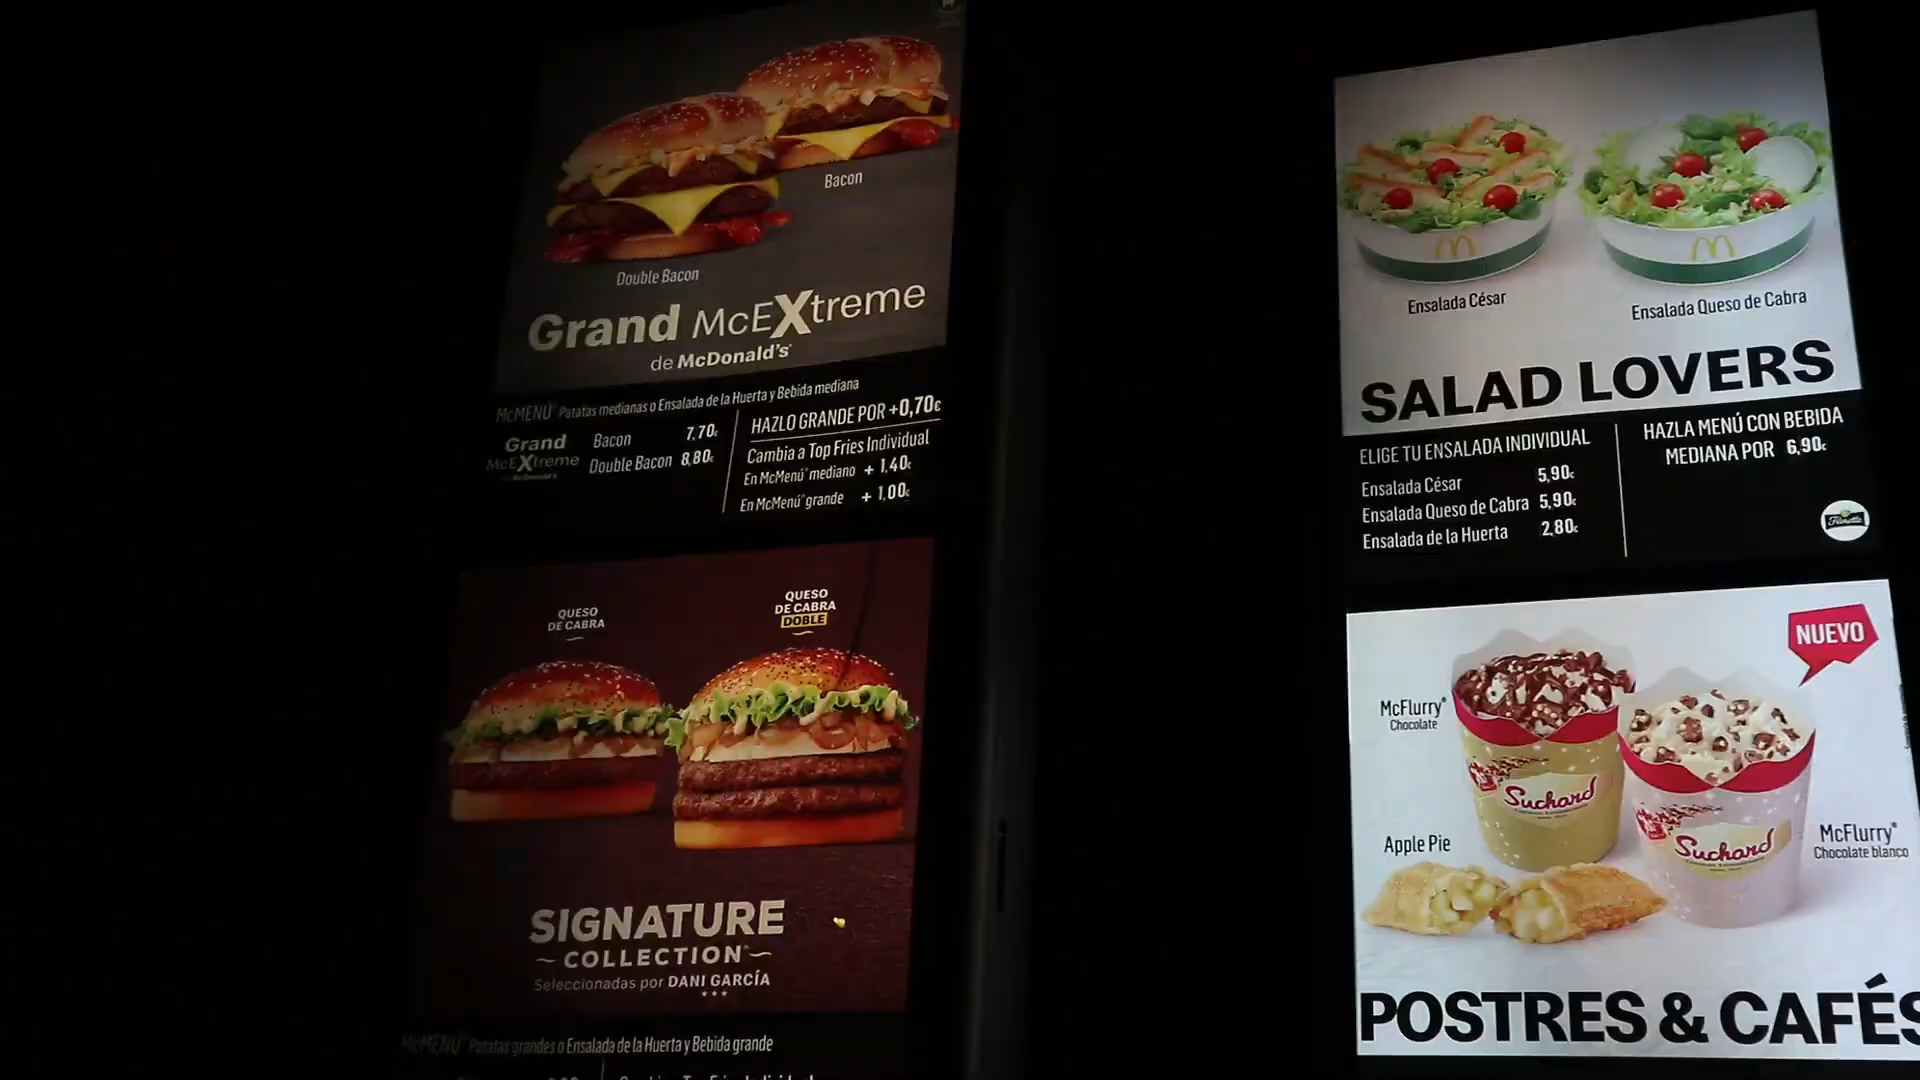 Bacon
Double Bacon
Grand McEXtreme
de McDonald's
McMENÚ® Patatas medianas o Ensalada de la Huerta y Bebida mediana
Grand
McEXtreme
Bacon 7,70€
Double Bacon 8,80€
HAZLO GRANDE POR +0,70€
Cambia a Top Fries Individual
En McMenú® mediano + 1,40€
En McMenú® grande + 1,00€
QUESO
DE CABRA
QUESO
DE CABRA
DOBLE
SIGNATURE
COLLECTION
Seleccionadas por DANI GARCÍA
McMENÚ® Patatas grandes o Ensalada de la Huerta y Bebida grande
Ensalada César
Ensalada Queso de Cabra
SALAD LOVERS
ELIGE TU ENSALADA INDIVIDUAL
Ensalada César 5,90€
Ensalada Queso de Cabra 5,90€
Ensalada de la Huerta 2,80€
HAZLA MENÚ CON BEBIDA
MEDIANA POR 6,90€
Florette
NUEVO
McFlurry®
Chocolate
Suchard
Suchard
Apple Pie
McFlurry®
Chocolate blanco
POSTRES & CAFÉS